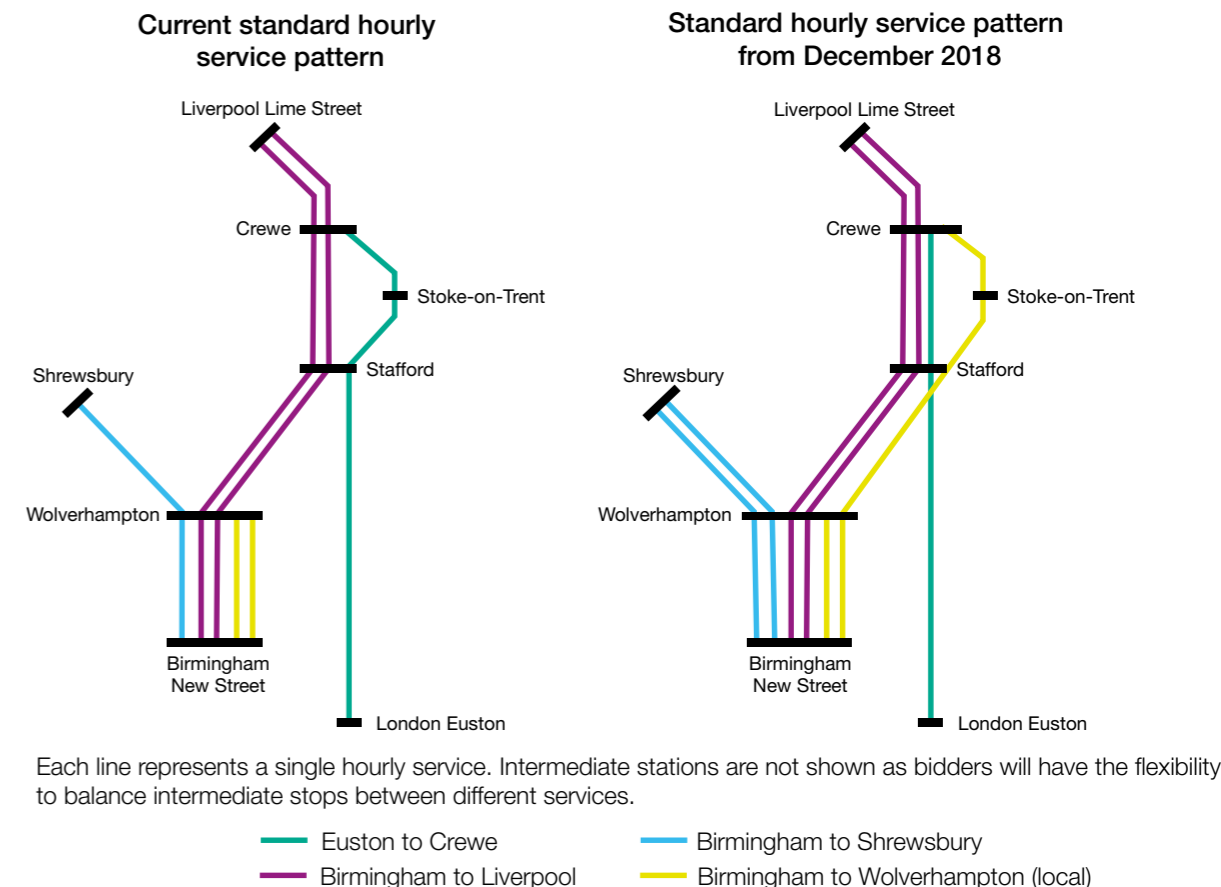 Current standard hourly
service pattern
Standard hourly service pattern
from December 2018
Liverpool Lime Street
Crewe
Stoke-on-Trent
Stafford
Shrewsbury
Wolverhampton
Birmingham
New Street
London Euston
Liverpool Lime Street
Crewe
Stoke-on-Trent
Stafford
Shrewsbury
Wolverhampton
Birmingham
New Street
London Euston
Each line represents a single hourly service. Intermediate stations are not shown as bidders will have the flexibility
to balance intermediate stops between different services.
Euston to Crewe
Birmingham to Shrewsbury
Birmingham to Liverpool
Birmingham to Wolverhampton (local)